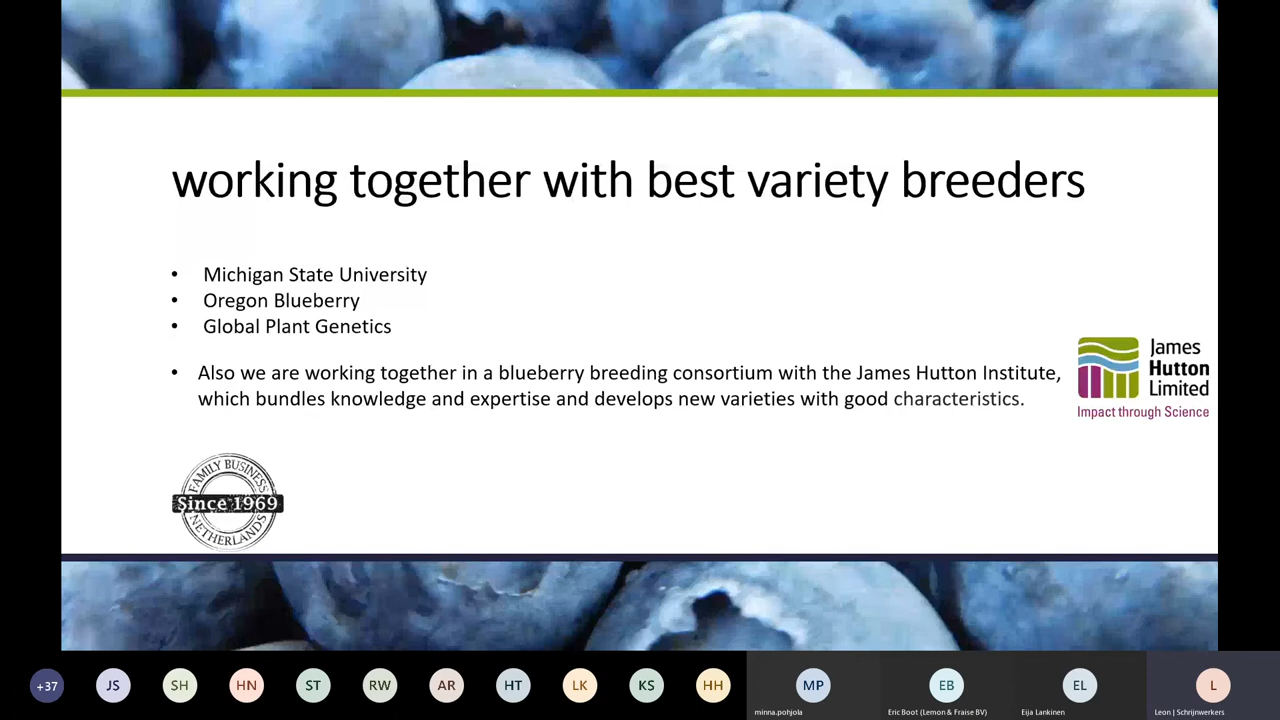 working together with best variety breeders
• Michigan State University
• Oregon Blueberry
• Global Plant Genetics
• Also we are working together in a blueberry breeding consortium with the James Hutton Institute,
which bundles knowledge and expertise and develops new varieties with good characteristics.
James
Hutton
Limited
Impact through Science
FAMILY BUSINESS
Since 1969
NETHERLANDS
+37
JS
SH
HN
ST
RW
AR
HT
LK
KS
HH
MP
EB
EL
L
minna.pohjola
Eric Boot (Lemon & Fraise BV)
Eija Lankinen
Leon | Schrijnwerkers